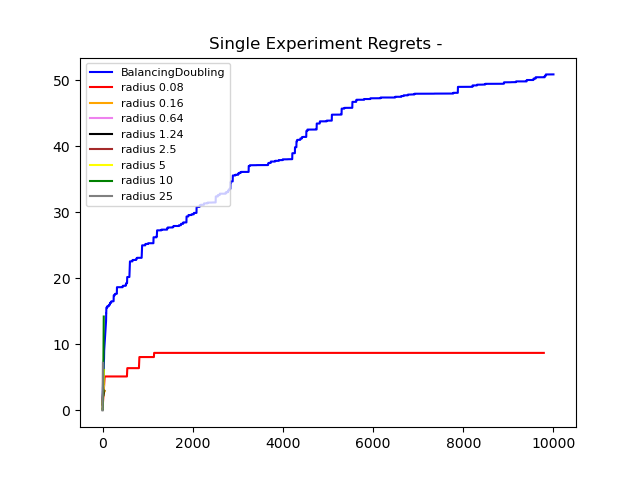 Single Experiment Regrets -
BalancingDoubling
radius 0.08
radius 0.16
radius 0.64
radius 1.24
radius 2.5
radius 5
radius 10
radius 25
50
40
30
20
10
0
0 2000 4000 6000 8000 10000